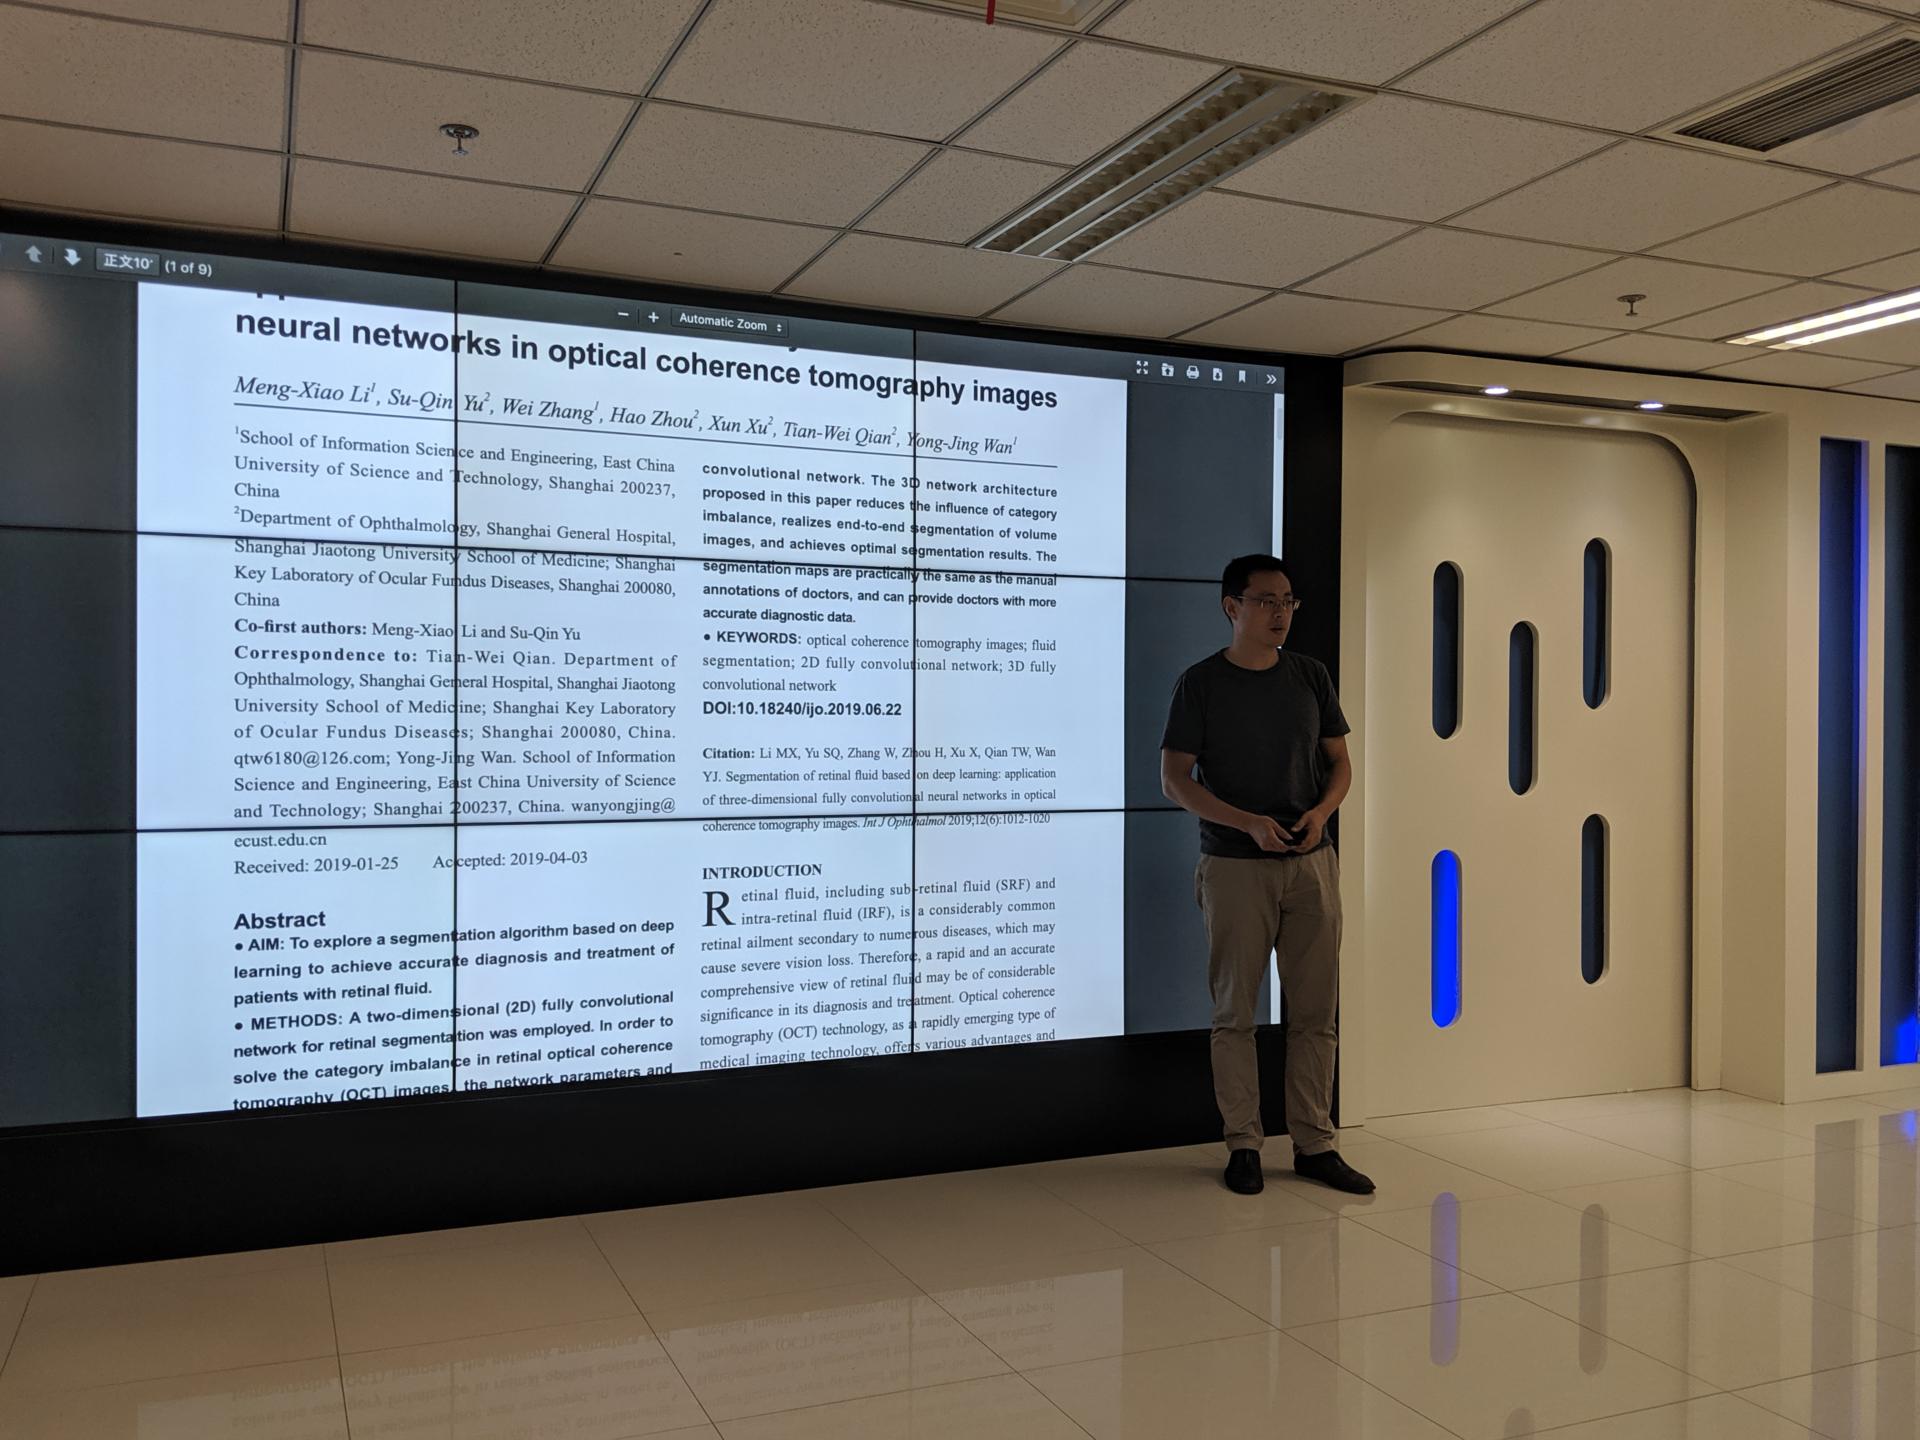 正文10
(1 of 9)
Automatic Zoom
neural networks in optical coherence tomography images
Meng-Xiao Li1, Su-Qin Yu2, Wei Zhang1, Hao Zhou2, Xun Xu2, Tian-Wei Qian2, Yong-Jing Wan1
1School of Information Science and Engineering, East China
University of Science and Technology, Shanghai 200237,
China
2Department of Ophthalmology, Shanghai General Hospital,
Shanghai Jiaotong University School of Medicine; Shanghai
Key Laboratory of Ocular Fundus Diseases, Shanghai 200080,
China
Co-first authors: Meng-Xiao Li and Su-Qin Yu
Correspondence to: Tian-Wei Qian. Department of
Ophthalmology, Shanghai General Hospital, Shanghai Jiaotong
University School of Medicine; Shanghai Key Laboratory
of Ocular Fundus Diseases; Shanghai 200080, China.
qtw6180@126.com; Yong-Jing Wan. School of Information
Science and Engineering, East China University of Science
and Technology; Shanghai 200237, China. wanyongjing@
ecust.edu.cn
Received: 2019-01-25 Accepted: 2019-04-03
Abstract
● AIM: To explore a segmentation algorithm based on deep
learning to achieve accurate diagnosis and treatment of
patients with retinal fluid.
● METHODS: A two-dimensional (2D) fully convolutional
network for retinal segmentation was employed. In order to
solve the category imbalance in retinal optical coherence
tomography (OCT) images, the network parameters and
convolutional network. The 3D network architecture
proposed in this paper reduces the influence of category
imbalance, realizes end-to-end segmentation of volume
images, and achieves optimal segmentation results. The
segmentation maps are practically the same as the manual
annotations of doctors, and can provide doctors with more
accurate diagnostic data.
● KEYWORDS: optical coherence tomography images; fluid
segmentation; 2D fully convolutional network; 3D fully
convolutional network
DOI:10.18240/ijo.2019.06.22
Citation: Li MX, Yu SQ, Zhang W, Zhou H, Xu X, Qian TW, Wan
YJ. Segmentation of retinal fluid based on deep learning: application
of three-dimensional fully convolutional neural networks in optical
coherence tomography images. Int J Ophthalmol 2019;12(6):1012-1020
INTRODUCTION
Retinal fluid, including sub-retinal fluid (SRF) and
intra-retinal fluid (IRF), is a considerably common
retinal ailment secondary to numerous diseases, which may
cause severe vision loss. Therefore, a rapid and an accurate
comprehensive view of retinal fluid may be of considerable
significance in its diagnosis and treatment. Optical coherence
tomography (OCT) technology, as a rapidly emerging type of
medical imaging technology, offers various advantages and